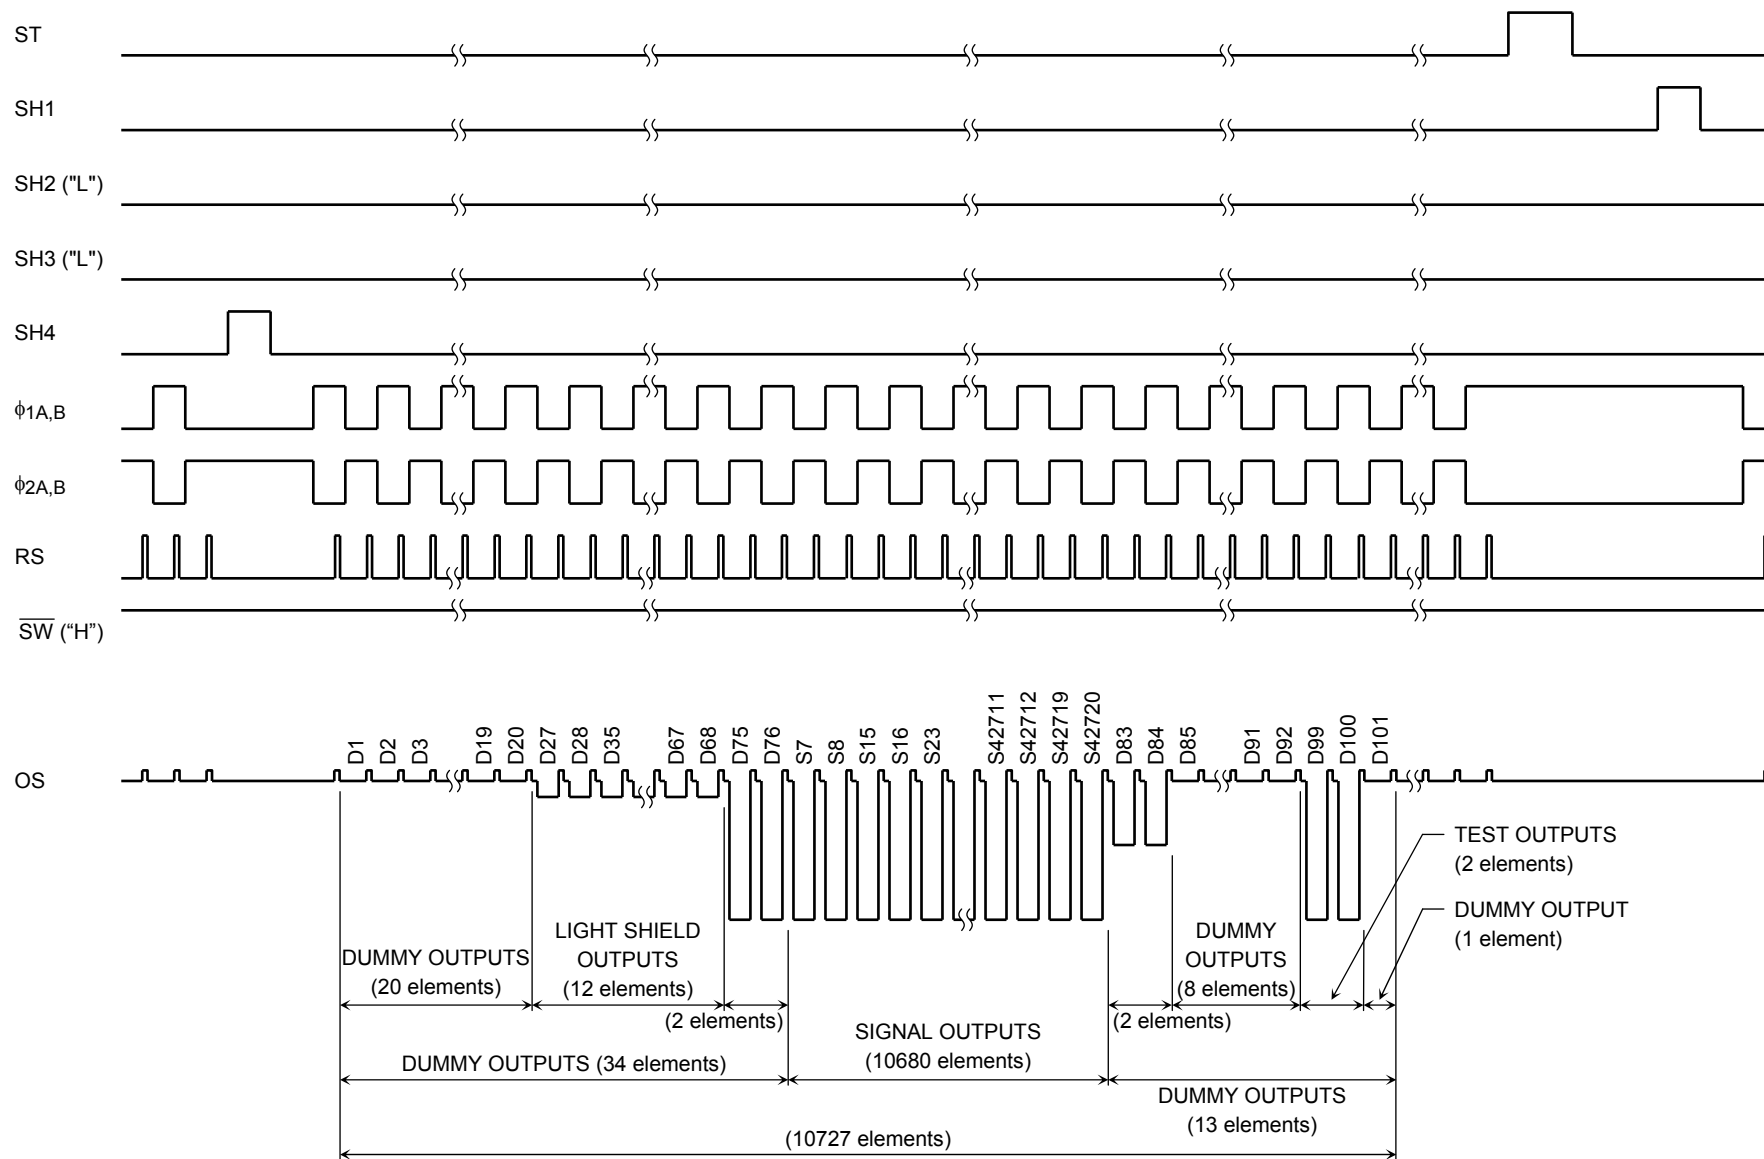 ST
SH1
SH2 ("L")
SH3 ("L")
SH4
ϕ1A,B
ϕ2A,B
RS
S̅W̅ (“H”)
OS
D1
D2
D3
D19
D20
D27
D28
D35
D67
D68
D75
D76
S7
S8
S15
S16
S23
S42711
S42712
S42719
S42720
D83
D84
D85
D91
D92
D99
D100
D101
TEST OUTPUTS
(2 elements)
DUMMY OUTPUT
(1 element)
DUMMY OUTPUTS
(20 elements)
LIGHT SHIELD
OUTPUTS
(12 elements)
(2 elements)
SIGNAL OUTPUTS
(10680 elements)
(2 elements)
DUMMY
OUTPUTS
(8 elements)
DUMMY OUTPUTS (34 elements)
DUMMY OUTPUTS
(13 elements)
(10727 elements)